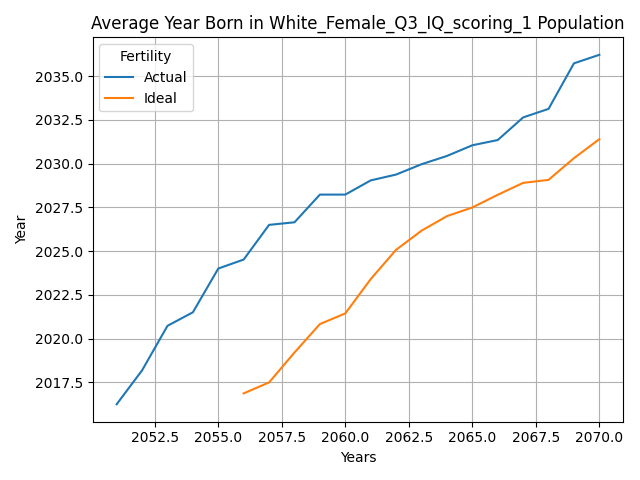 Average Year Born in White_Female_Q3_IQ_scoring_1 Population
Fertility
Actual
Ideal
2035.0
2032.5
2030.0
2027.5
2025.0
2022.5
2020.0
2017.5
Year
2052.5 2055.0 2057.5 2060.0 2062.5 2065.0 2067.5 2070.0
Years